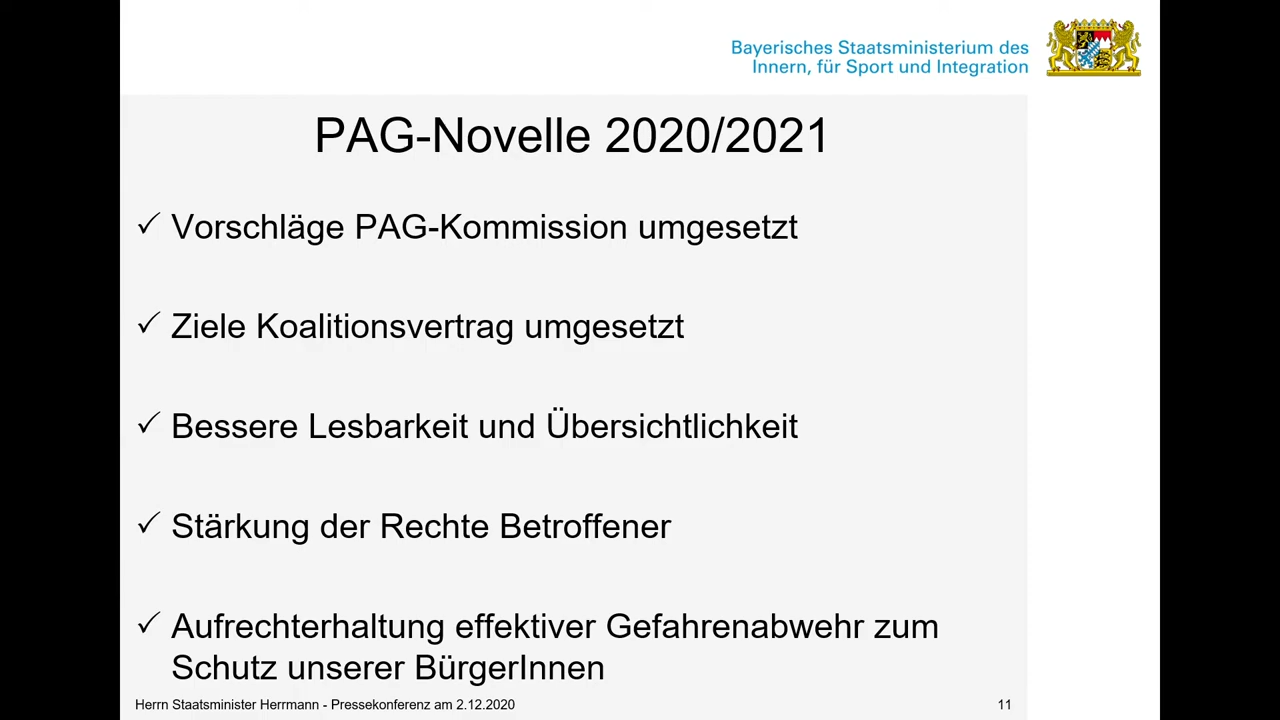 Bayerisches Staatsministerium des
Innern, für Sport und Integration
PAG-Novelle 2020/2021
✓ Vorschläge PAG-Kommission umgesetzt
✓ Ziele Koalitionsvertrag umgesetzt
✓ Bessere Lesbarkeit und Übersichtlichkeit
✓ Stärkung der Rechte Betroffener
✓ Aufrechterhaltung effektiver Gefahrenabwehr zum
Schutz unserer BürgerInnen
Herrn Staatsminister Herrmann - Pressekonferenz am 2.12.2020 11